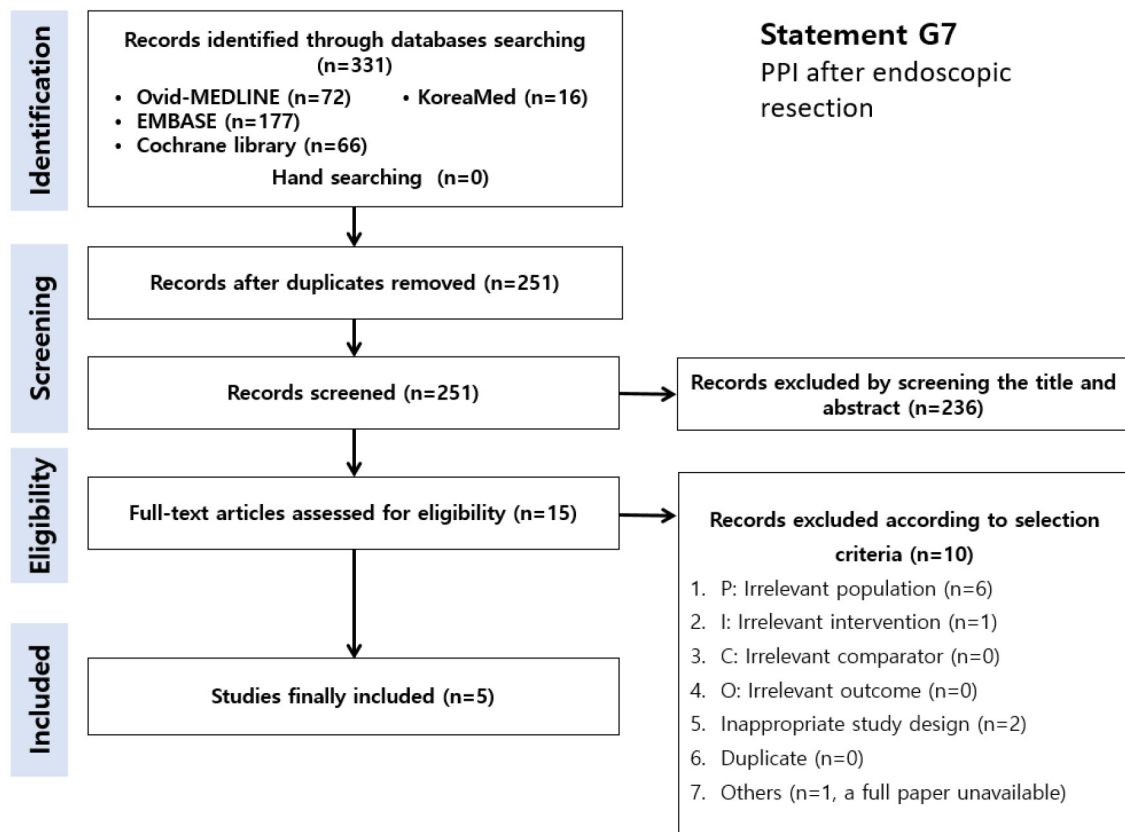 Statement G7
PPI after endoscopic
resection
Identification
Records identified through databases searching
(n=331)
• Ovid-MEDLINE (n=72) • KoreaMed (n=16)
• EMBASE (n=177)
• Cochrane library (n=66)
Hand searching (n=0)
Screening
Records after duplicates removed (n=251)
Records screened (n=251)
Records excluded by screening the title and
abstract (n=236)
Eligibility
Full-text articles assessed for eligibility (n=15)
Records excluded according to selection
criteria (n=10)
1. P: Irrelevant population (n=6)
2. I: Irrelevant intervention (n=1)
3. C: Irrelevant comparator (n=0)
4. O: Irrelevant outcome (n=0)
5. Inappropriate study design (n=2)
6. Duplicate (n=0)
7. Others (n=1, a full paper unavailable)
Included
Studies finally included (n=5)